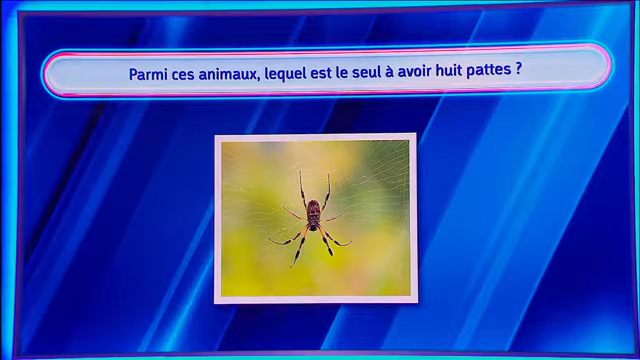 Parmi ces animaux, lequel est le seul à avoir huit pattes ?